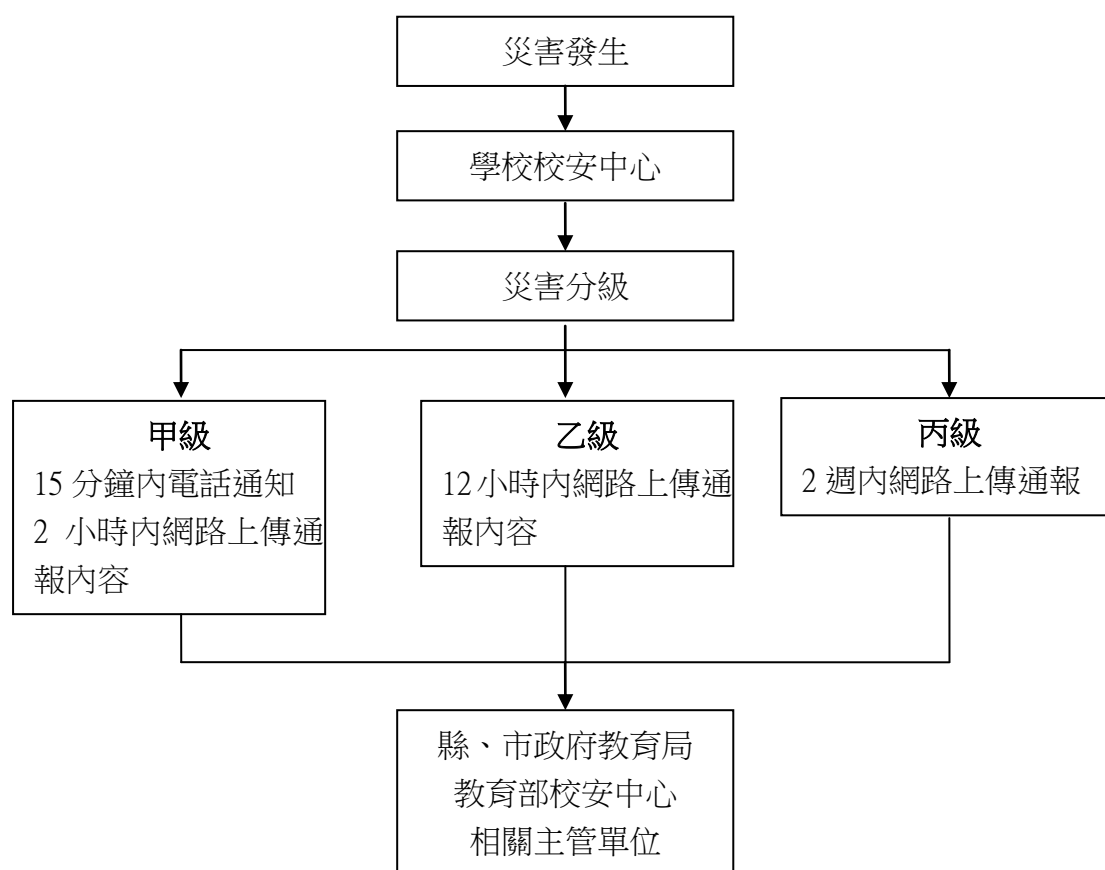 災害發生
學校校安中心
災害分級
甲級
15 分鐘內電話通知
2 小時內網路上傳通
報內容
乙級
12小時內網路上傳通
報內容
丙級
2 週內網路上傳通報
縣、市政府教育局
教育部校安中心
相關主管單位